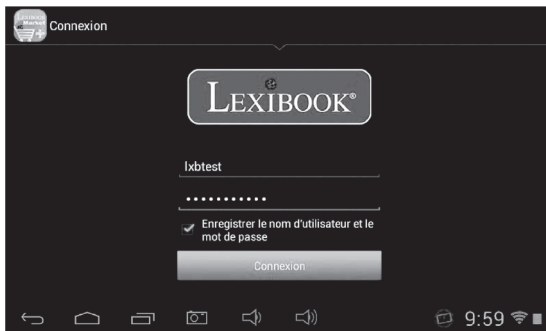 LEXIBOOK
Market
Connexion
LEXIBOOK®
lxbtest
•••••••••••
Enregistrer le nom d'utilisateur et le
mot de passe
Connexion
9:59